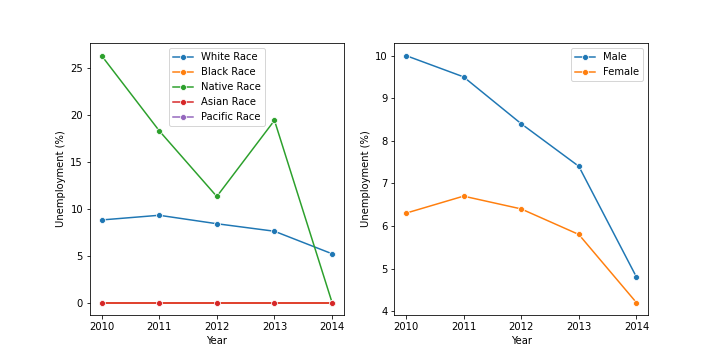 White Race
Black Race
Native Race
Asian Race
Pacific Race
25
20
15
10
5
0
Unemployment (%)
2010 2011 2012 2013 2014
Year
Male
Female
10
9
8
7
6
5
4
Unemployment (%)
2010 2011 2012 2013 2014
Year